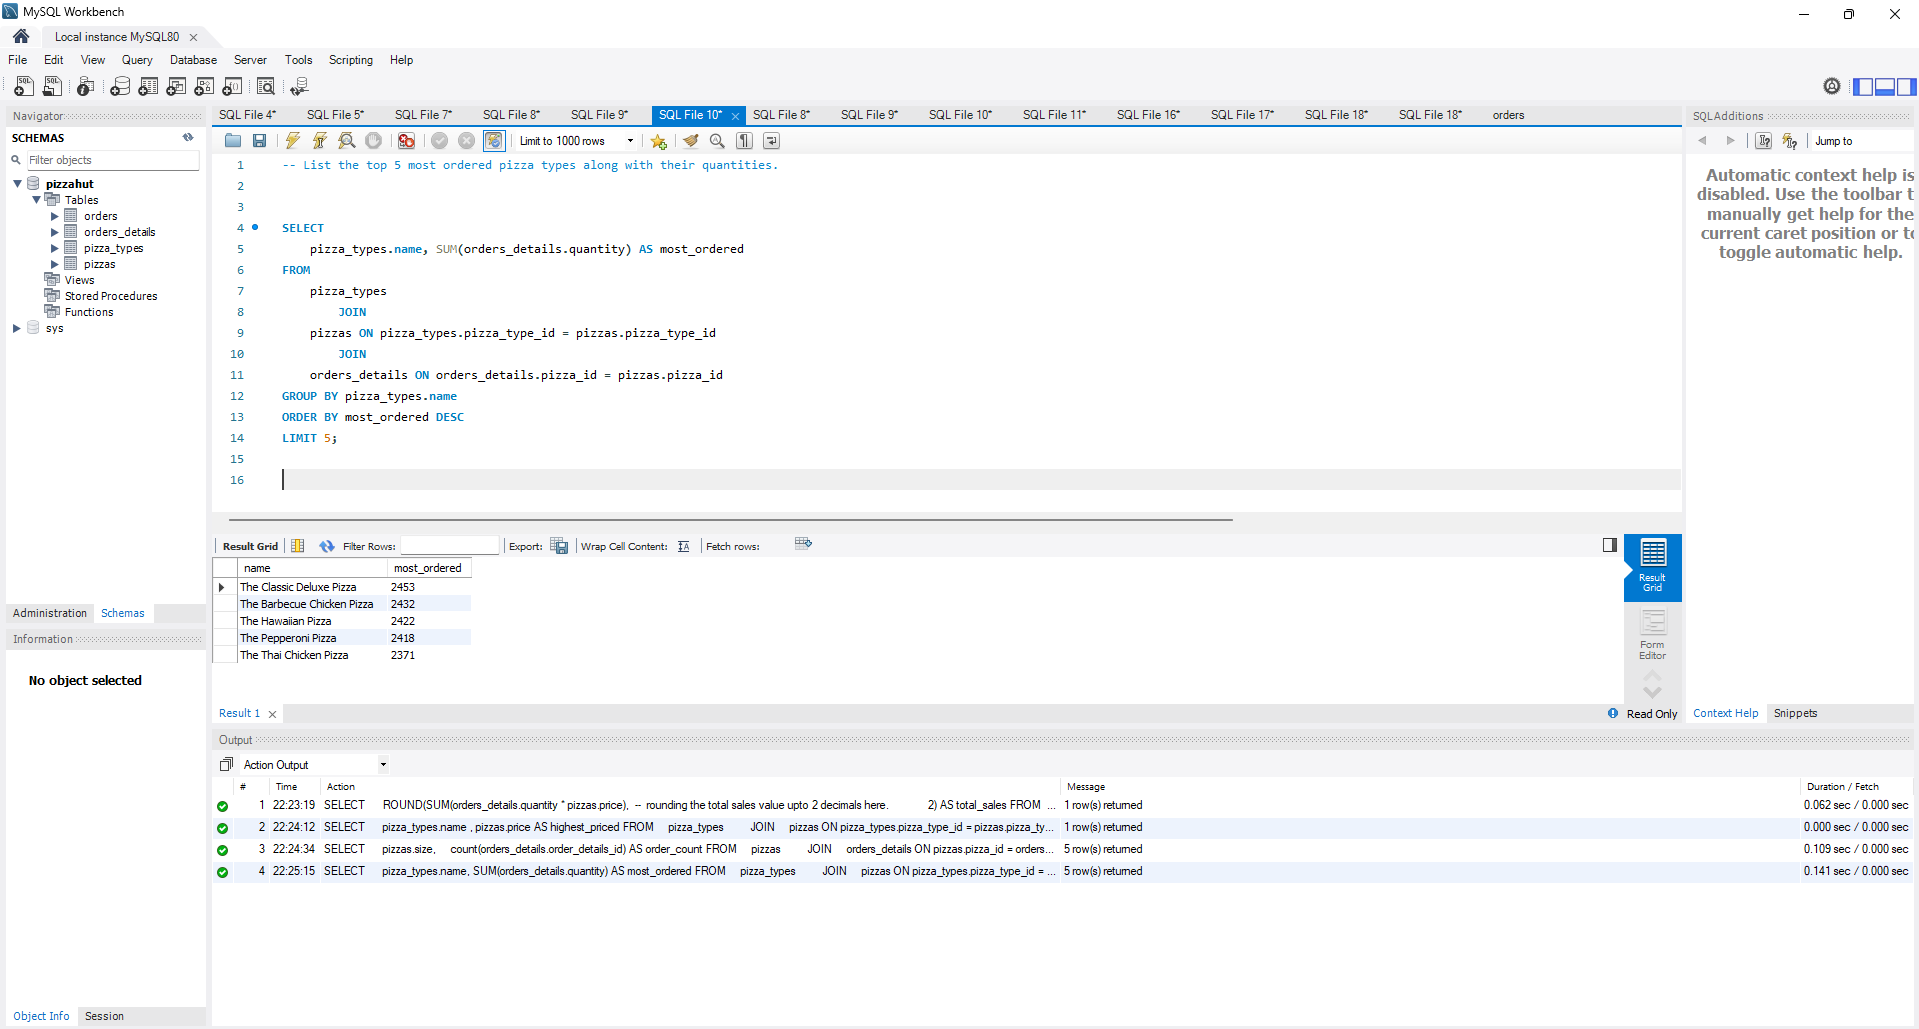 MySQL Workbench
Local instance MySQL80
File Edit View Query Database Server Tools Scripting Help
Navigator
SCHEMAS
Filter objects
pizzahut
Tables
orders
orders_details
pizza_types
pizzas
Views
Stored Procedures
Functions
sys
Administration Schemas
Information
No object selected
Object Info Session
SQL File 4* SQL File 5* SQL File 7* SQL File 8* SQL File 9* SQL File 10* SQL File 8* SQL File 9* SQL File 10* SQL File 11* SQL File 16* SQL File 17* SQL File 18* SQL File 18* orders
Limit to 1000 rows
1 -- List the top 5 most ordered pizza types along with their quantities.
2
3
4 SELECT
5 pizza_types.name, SUM(orders_details.quantity) AS most_ordered
6 FROM
7 pizza_types
8 JOIN
9 pizzas ON pizza_types.pizza_type_id = pizzas.pizza_type_id
10 JOIN
11 orders_details ON orders_details.pizza_id = pizzas.pizza_id
12 GROUP BY pizza_types.name
13 ORDER BY most_ordered DESC
14 LIMIT 5;
15
16
Result Grid Filter Rows: Export: Wrap Cell Content: Fetch rows:
name most_ordered
The Classic Deluxe Pizza 2453
The Barbecue Chicken Pizza 2432
The Hawaiian Pizza 2422
The Pepperoni Pizza 2418
The Thai Chicken Pizza 2371
Result Grid
Form Editor
Result 1
Read Only
SQLAdditions
Jump to
Automatic context help is
disabled. Use the toolbar t
manually get help for the
current caret position or to
toggle automatic help.
Context Help Snippets
Output
Action Output
# Time Action Message Duration / Fetch
1 22:23:19 SELECT ROUND(SUM(orders_details.quantity * pizzas.price), -- rounding the total sales value upto 2 decimals here. 2) AS total_sales FROM ... 1 row(s) returned 0.062 sec / 0.000 sec
2 22:24:12 SELECT pizza_types.name , pizzas.price AS highest_priced FROM pizza_types JOIN pizzas ON pizza_types.pizza_type_id = pizzas.pizza_ty... 1 row(s) returned 0.000 sec / 0.000 sec
3 22:24:34 SELECT pizzas.size, count(orders_details.order_details_id) AS order_count FROM pizzas JOIN orders_details ON pizzas.pizza_id = orders... 5 row(s) returned 0.109 sec / 0.000 sec
4 22:25:15 SELECT pizza_types.name, SUM(orders_details.quantity) AS most_ordered FROM pizza_types JOIN pizzas ON pizza_types.pizza_type_id = ... 5 row(s) returned 0.141 sec / 0.000 sec